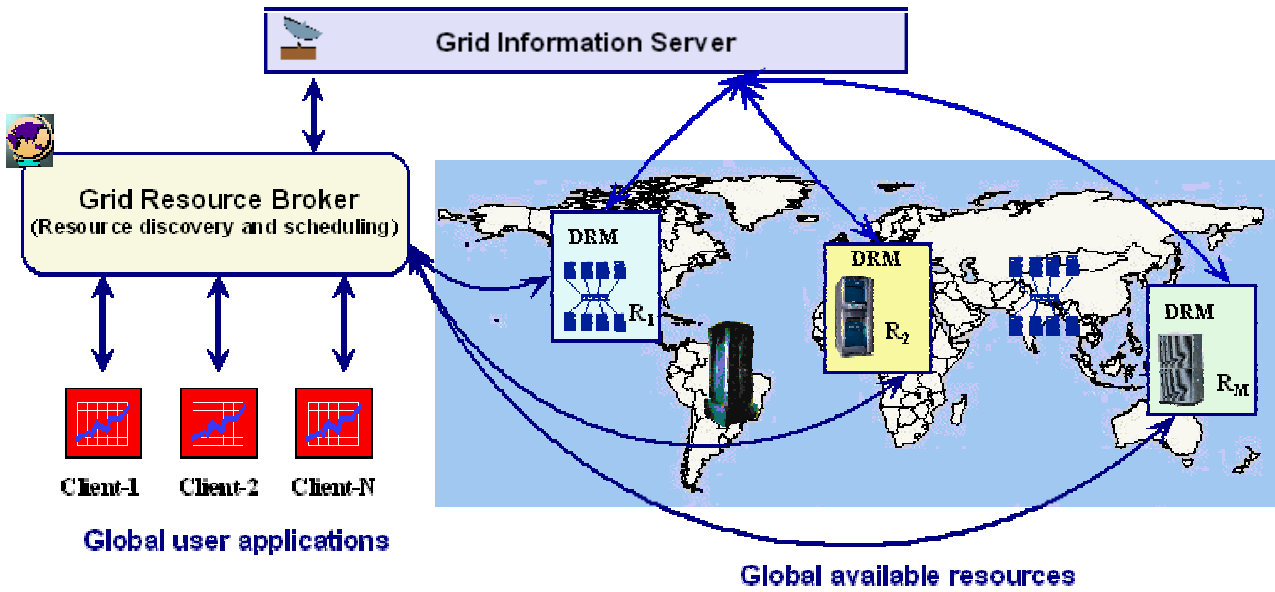 Grid Information Server
Grid Resource Broker
(Resource discovery and scheduling)
DRM
R1
DRM
R2
DRM
RM
Client-1
Client-2
Client-N
Global user applications
Global available resources